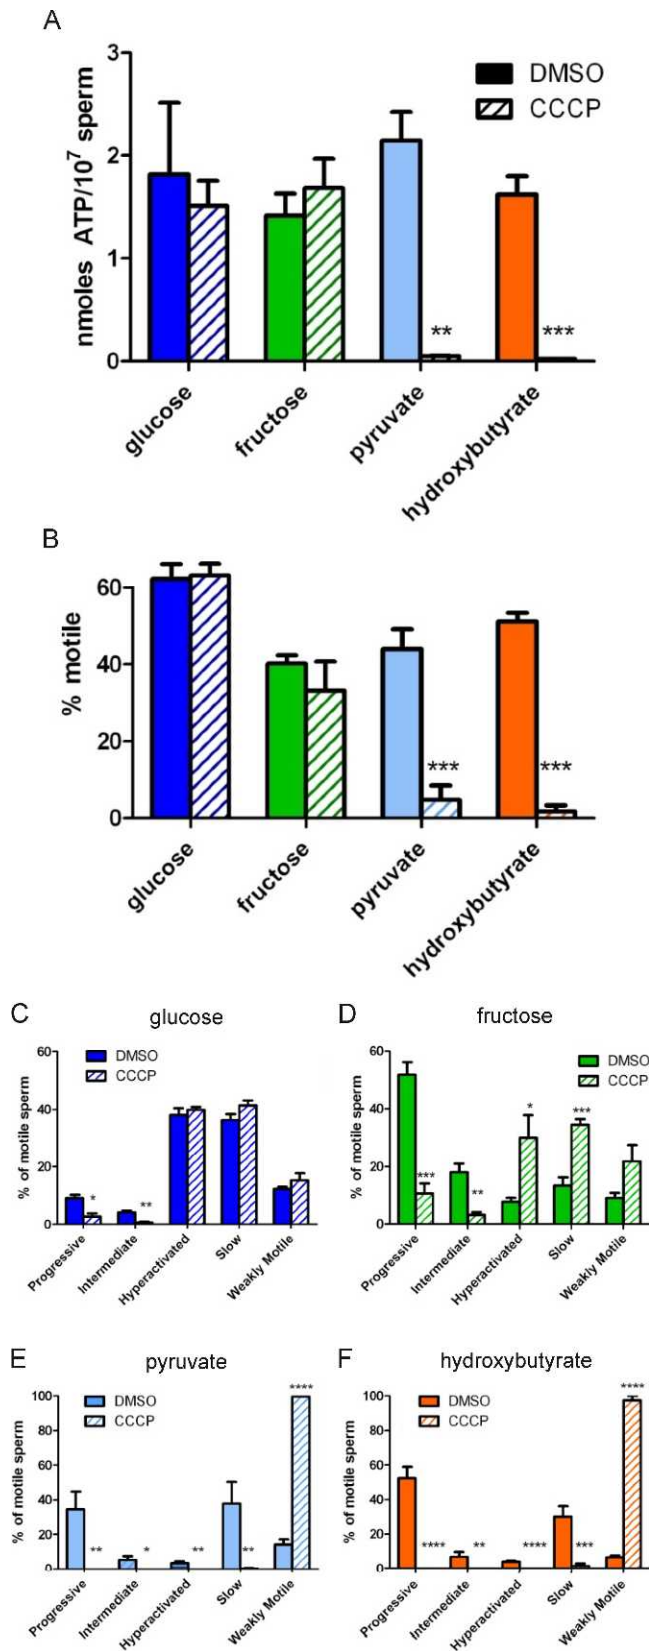 A
3
2
1
0
nmoles ATP/10⁷ sperm
DMSO
CCCP
**
***
glucose
fructose
pyruvate
hydroxybutyrate
B
60
40
20
0
% motile
***
***
glucose
fructose
pyruvate
hydroxybutyrate
C
glucose
60
40
20
0
% of motile sperm
DMSO
CCCP
*
**
Progressive
Intermediate
Hyperactivated
Slow
Weakly Motile
D
fructose
60
40
20
0
% of motile sperm
DMSO
CCCP
***
**
*
***
Progressive
Intermediate
Hyperactivated
Slow
Weakly Motile
E
pyruvate
100
80
60
40
20
0
% of motile sperm
DMSO
CCCP
**
*
**
**
****
Progressive
Intermediate
Hyperactivated
Slow
Weakly Motile
F
hydroxybutyrate
100
80
60
40
20
0
% of motile sperm
DMSO
CCCP
****
**
****
***
****
Progressive
Intermediate
Hyperactivated
Slow
Weakly Motile